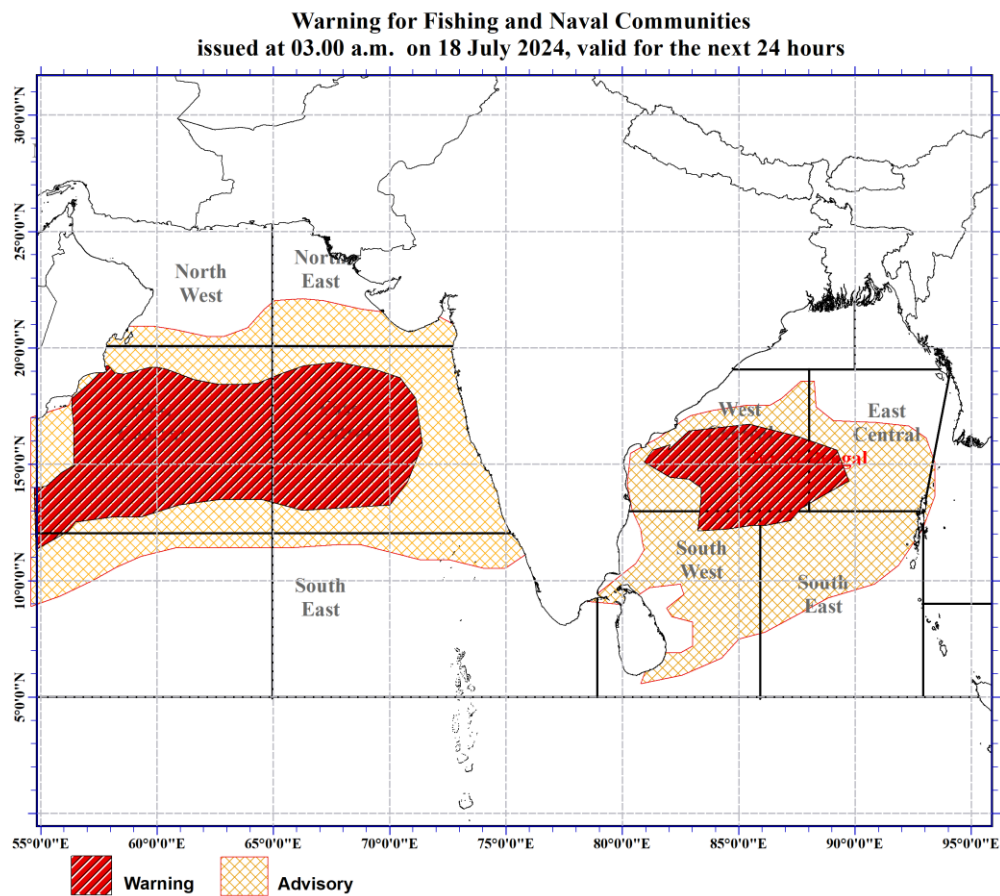 Warning for Fishing and Naval Communities
issued at 03.00 a.m. on 18 July 2024, valid for the next 24 hours
30°0'0"N
25°0'0"N
20°0'0"N
15°0'0"N
10°0'0"N
5°0'0"N
North
West
North
East
West
East
Central
South
West
South
East
South
East
55°0'0"E
60°0'0"E
65°0'0"E
70°0'0"E
75°0'0"E
80°0'0"E
85°0'0"E
90°0'0"E
95°0'0"E
Warning
Advisory